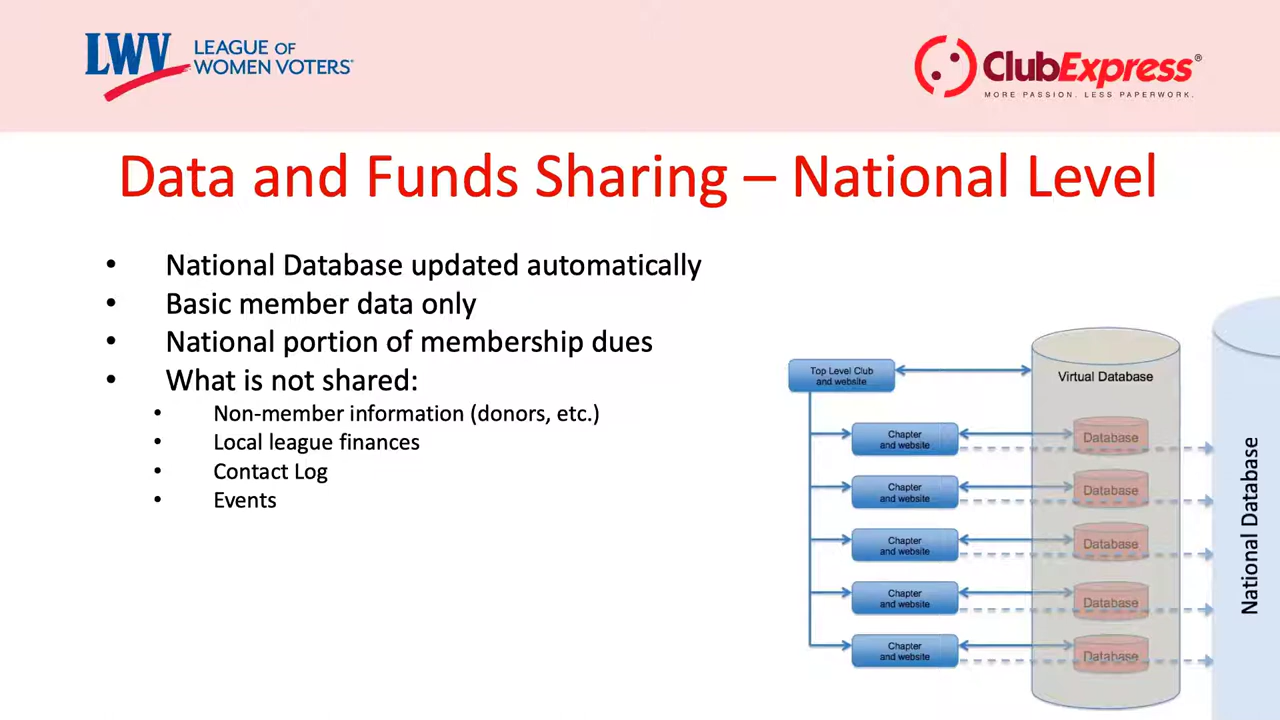 LWV LEAGUE OF
WOMEN VOTERS®
ClubExpress®
MORE PASSION. LESS PAPERWORK.
Data and Funds Sharing – National Level
• National Database updated automatically
• Basic member data only
• National portion of membership dues
• What is not shared:
• Non-member information (donors, etc.)
• Local league finances
• Contact Log
• Events
Top Level Club
and website
Virtual Database
Chapter
and website
Database
Chapter
and website
Database
Chapter
and website
Database
Chapter
and website
Database
Chapter
and website
Database
National Database